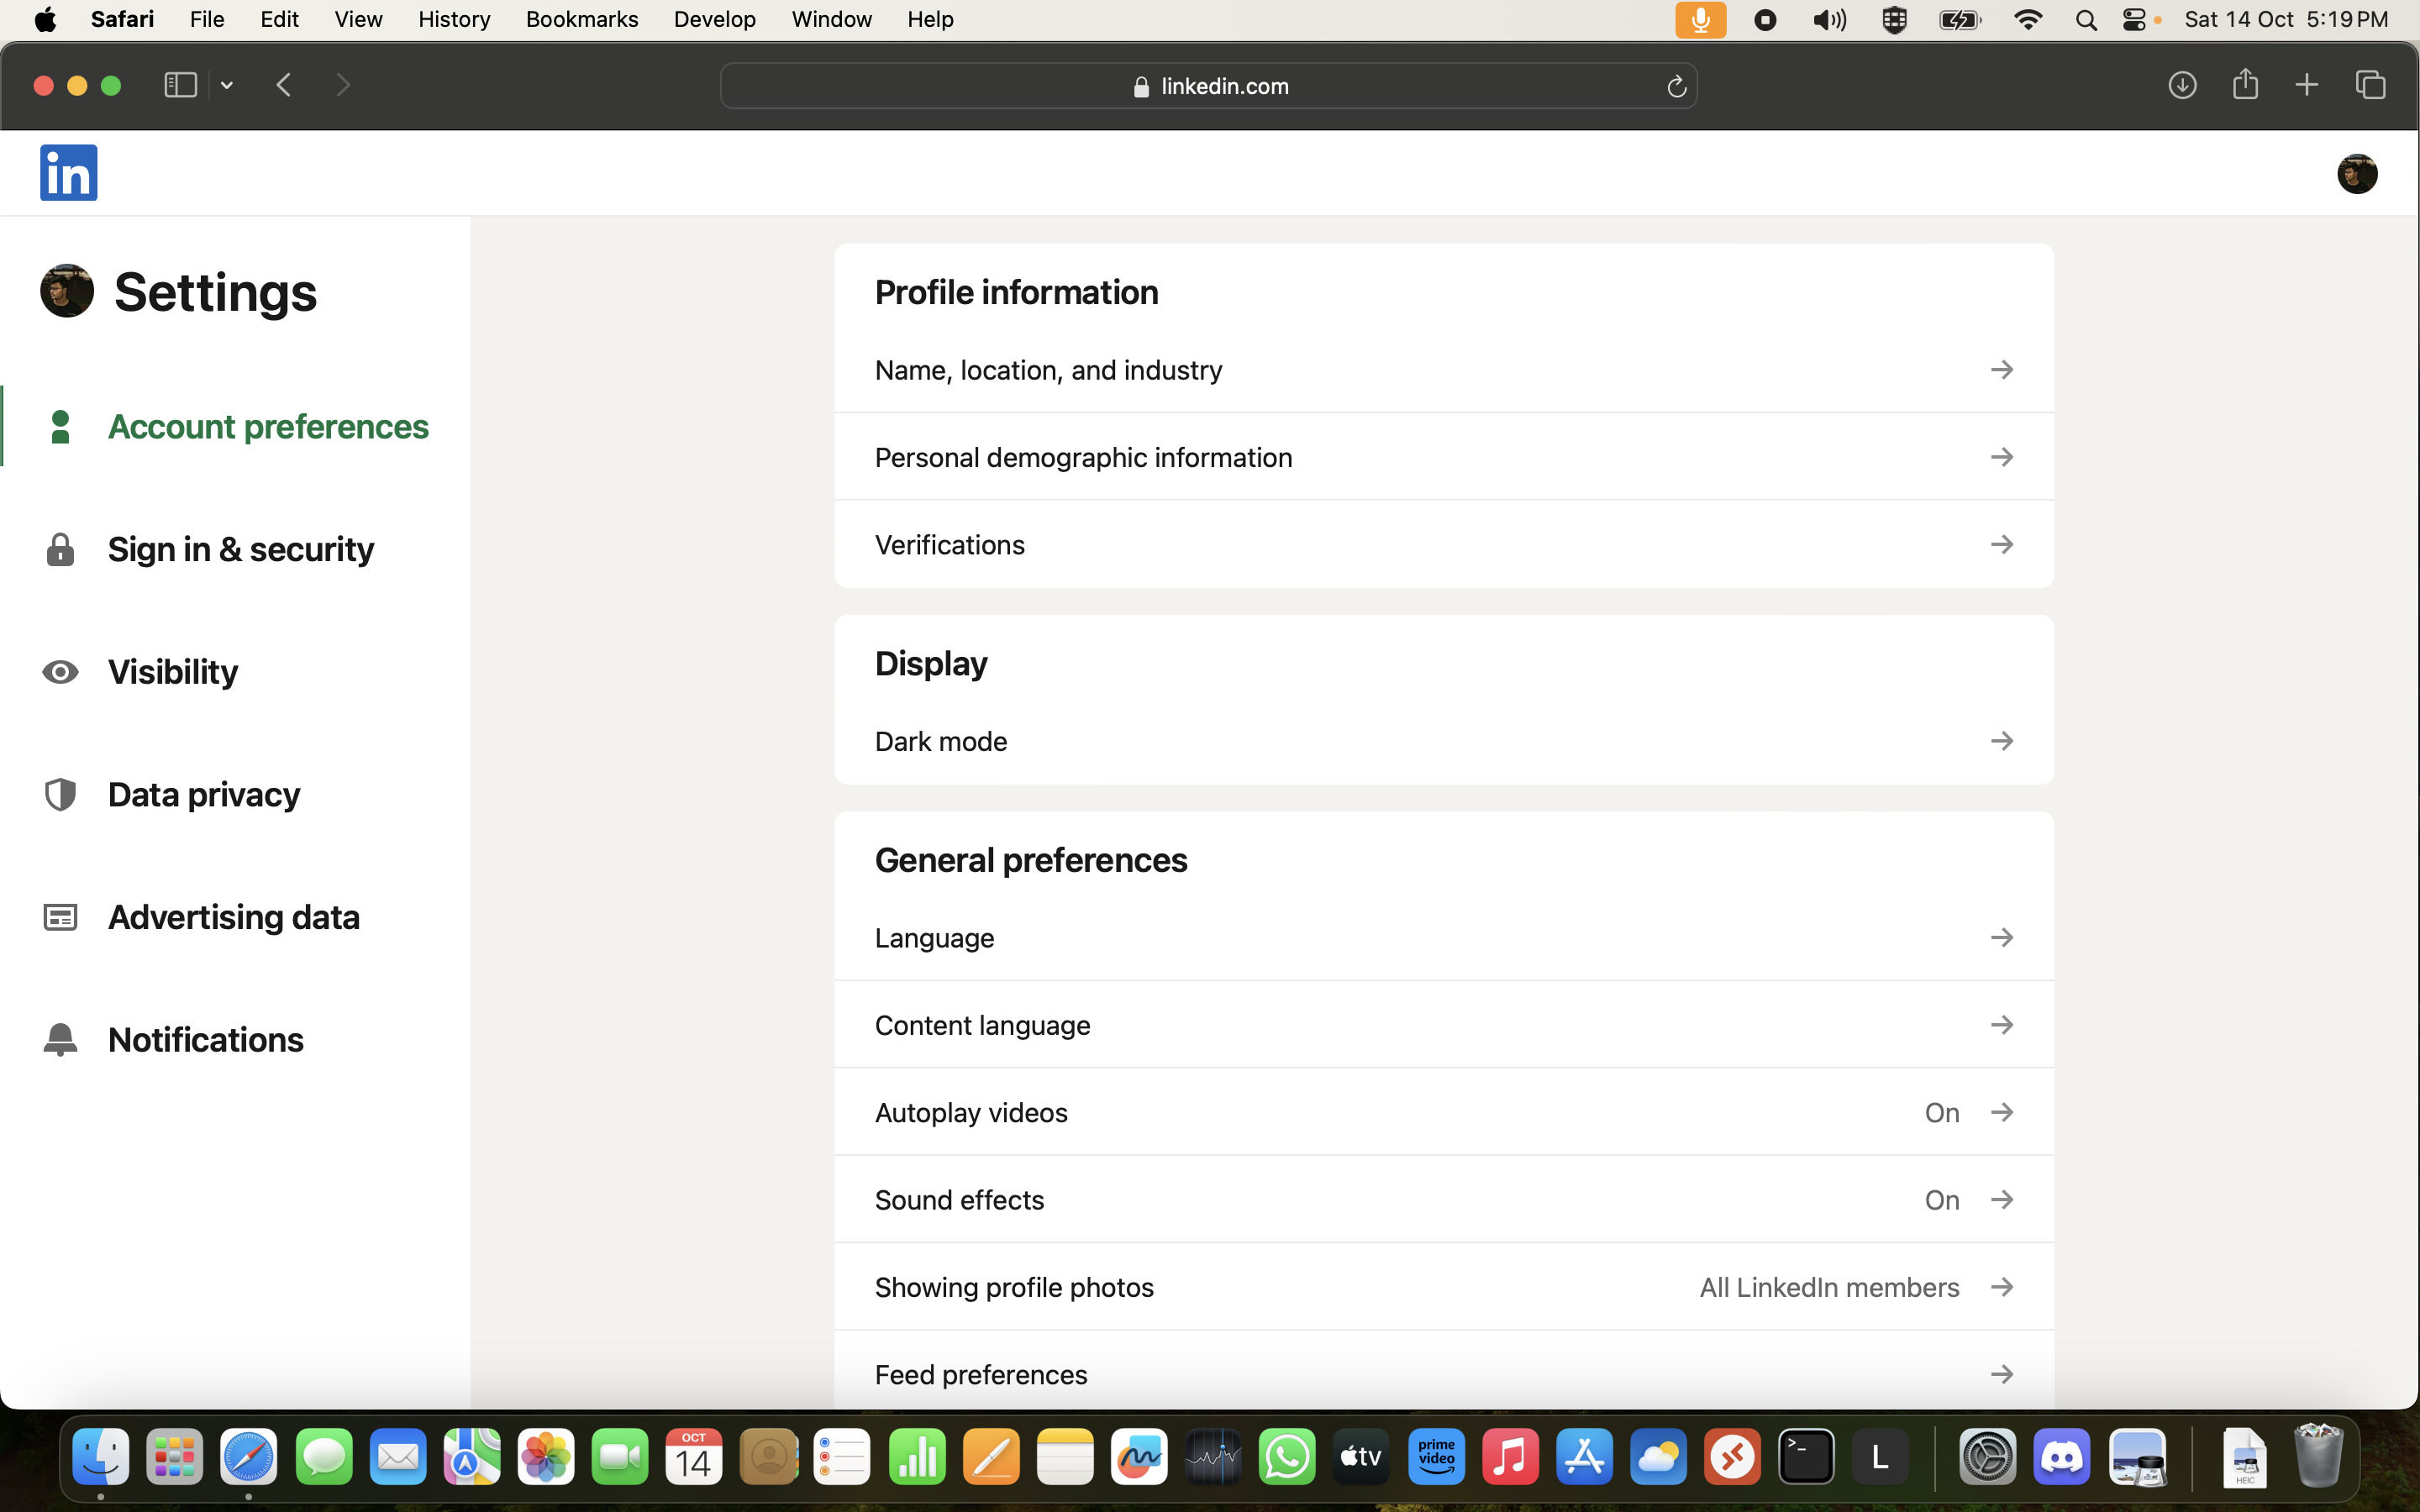 Safari File Edit View History Bookmarks Develop Window Help Sat 14 Oct 5:19 PM
linkedin.com
in
Settings
Account preferences
Sign in & security
Visibility
Data privacy
Advertising data
Notifications
Profile information
Name, location, and industry
Personal demographic information
Verifications
Display
Dark mode
General preferences
Language
Content language
Autoplay videos On
Sound effects On
Showing profile photos All LinkedIn members
Feed preferences
OCT
14
tv
prime
video
L
HEIC